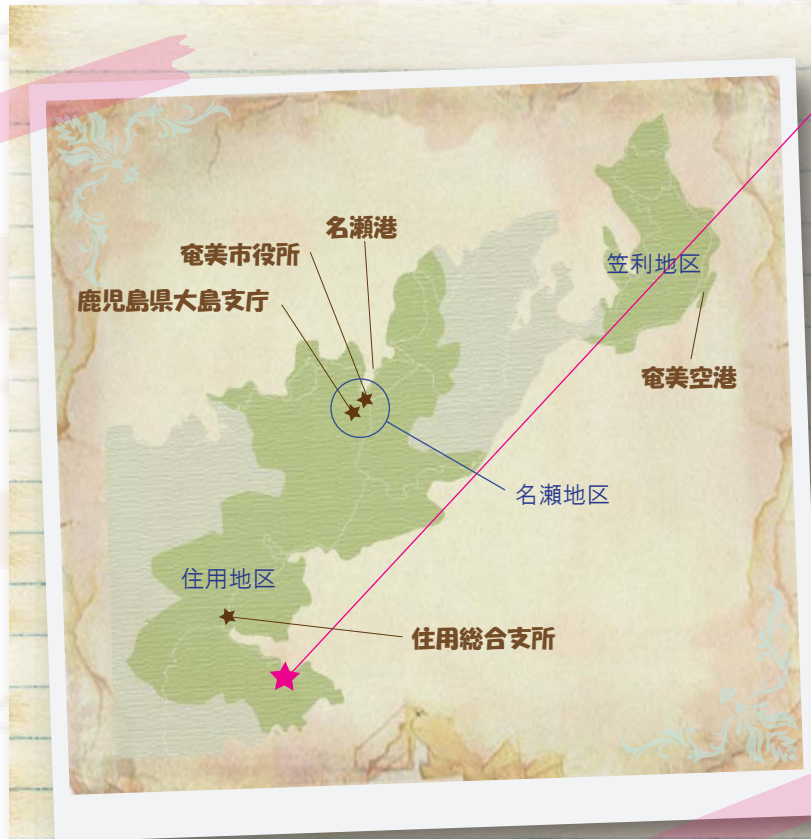 名瀬港
奄美市役所
鹿児島県大島支庁
笠利地区
奄美空港
名瀬地区
住用地区
住用総合支所